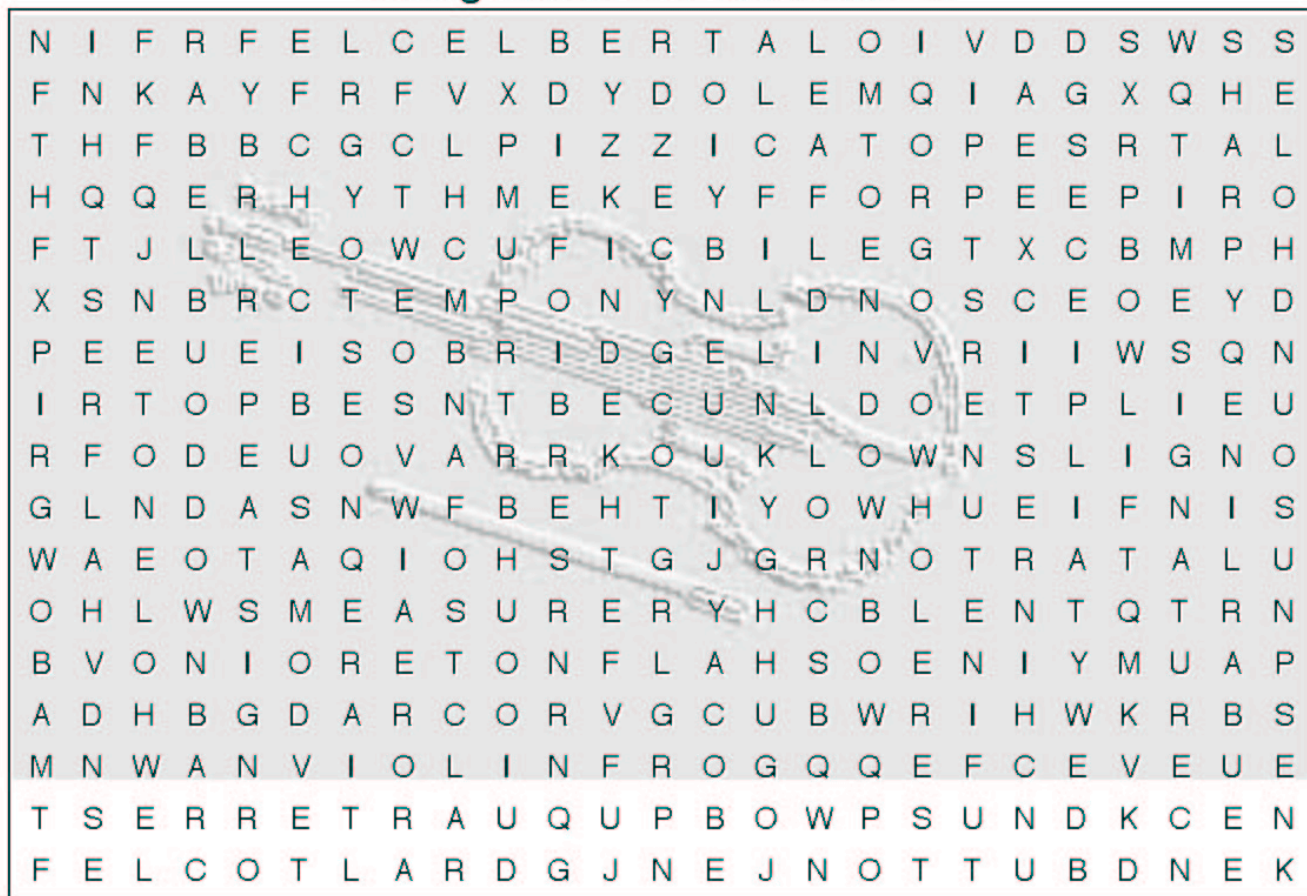 N I F R F E L C E L B E R T A L O I V D D S W S S
F N K A Y F R F V X D Y D O L E M Q I A G X Q H E
T H F B B C G C L P I Z Z I C A T O P E S R T A L
H Q Q E R H Y T H M E K E Y F F O R P E E P I R O
F T J L L E O W C U F I C B I L E G T X C B M P H
X S N B R C T E M P O N Y N L D N O S C E O E Y D
P E E U E I S O B R I D G E L I N V R I I W S Q N
I R T O P B E S N T B E C U N L D O E T P L I E U
R F O D E U O V A R R K O U K L O W N S L I G N O
G L N D A S N W F B E H T I Y O W H U E I F N I S
W A E O T A Q I O H S T G J G R N O T R A T A L U
O H L W S M E A S U R E R Y H C B L E N T Q T R N
B V O N I O R E T O N F L A H S O E N I Y M U A P
A D H B G D A R C O R V G C U B W R I H W K R B S
M N W A N V I O L I N F R O G Q Q E F C E V E U E
T S E R R E T R A U Q U P B O W P S U N D K C E N
F E L C O T L A R D G J N E J N O T T U B D N E K